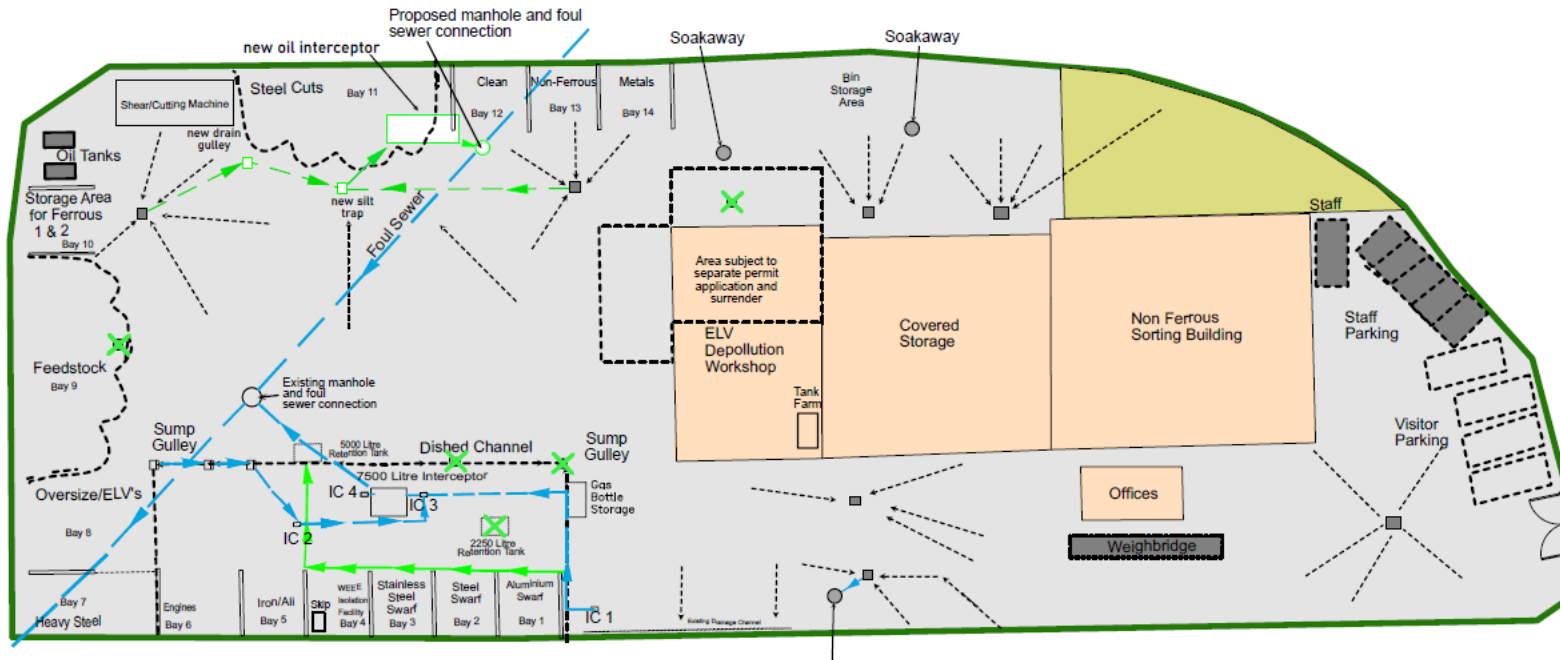 Proposed manhole and foul
sewer connection
new oil interceptor
Soakaway
Soakaway
Steel Cuts
Bay 11
Clean
Bay 12
Non-Ferrous
Bay 13
Metals
Bay 14
Bin
Storage
Area
Shear/Cutting Machine
new drain
gulley
Oil Tanks
Storage Area
for Ferrous
1 & 2
Bay 10
new silt
trap
Foul Sewer
Staff
Area subject to
separate permit
application and
surrender
ELV
Depollution
Workshop
Tank
Farm
Covered
Storage
Non Ferrous
Sorting Building
Staff
Parking
Visitor
Parking
Feedstock
Bay 9
Existing manhole
and foul
sewer connection
Sump
Gulley
5000 Litre
Retention Tank
Dished Channel
Sump
Gulley
7500 Litre Interceptor
IC 4
IC 3
Gas
Bottle
Storage
Oversize/ELV's
Bay 8
IC 2
2250 Litre
Retention Tank
Offices
Weighbridge
Bay 7
Heavy Steel
Engines
Bay 6
Iron/Ali
Bay 5
Skip
WEEE
Isolation
Facility
Bay 4
Stainless
Steel
Swarf
Bay 3
Steel
Swarf
Bay 2
Aluminium
Swarf
Bay 1
IC 1
Existing Drainage Channel